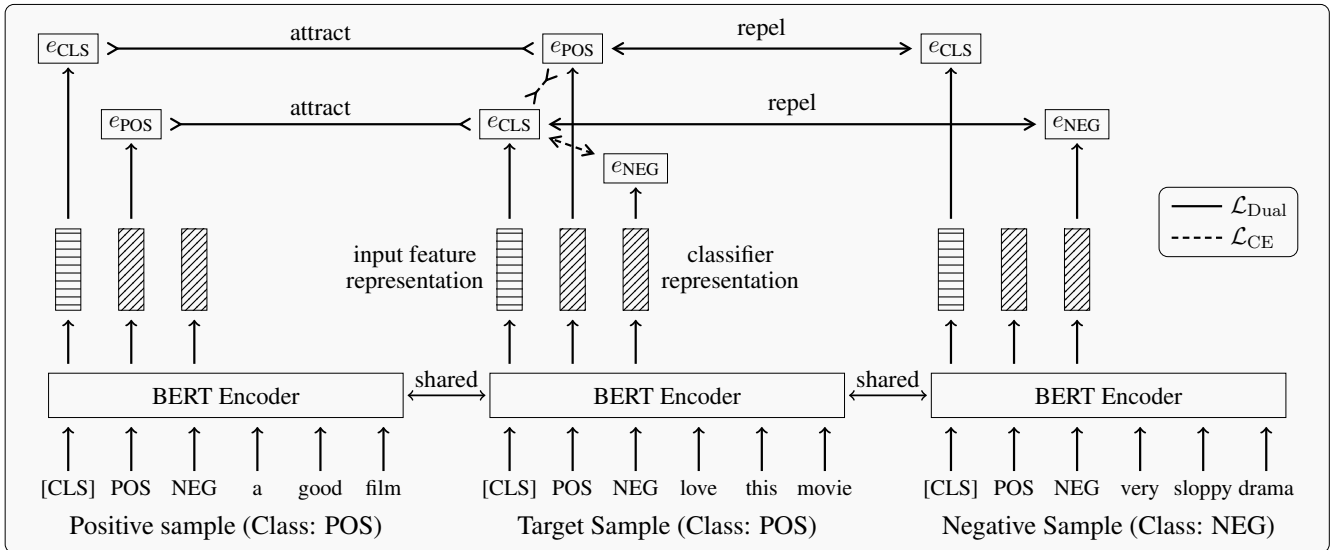 attract
repel
e_CLS
e_POS
e_CLS
attract
repel
e_POS
e_CLS
e_NEG
e_NEG
input feature
representation
classifier
representation
ℒ_Dual
ℒ_CE
BERT Encoder
shared
BERT Encoder
shared
BERT Encoder
[CLS] POS NEG a good film
[CLS] POS NEG love this movie
[CLS] POS NEG very sloppy drama
Positive sample (Class: POS)
Target Sample (Class: POS)
Negative Sample (Class: NEG)